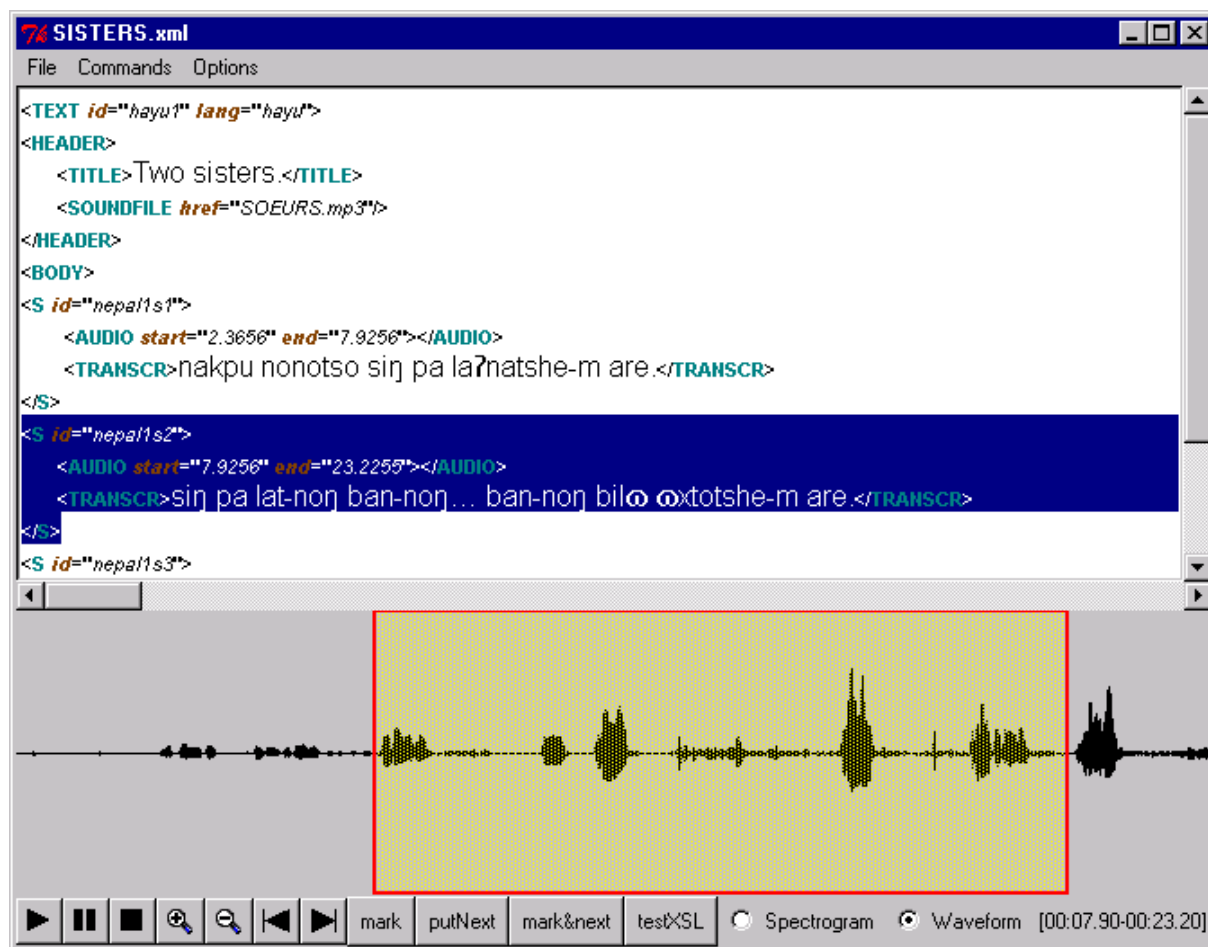 SISTERS.xml
File Commands Options
<TEXT id="hayu1" lang="hayu">
<HEADER>
<TITLE>Two sisters.</TITLE>
<SOUNDFILE href="SOEURS.mp3"/>
</HEADER>
<BODY>
<S id="nepal1s1">
<AUDIO start="2.3656" end="7.9256"></AUDIO>
<TRANSCR>nakpu nonotso siŋ pa laʔnatshe-m are.</TRANSCR>
</S>
<S id="nepal1s2">
<AUDIO start="7.9256" end="23.2255"></AUDIO>
<TRANSCR>siŋ pa lat-noŋ ban-noŋ... ban-noŋ bilɷ ɷxtotshe-m are.</TRANSCR>
</S>
<S id="nepal1s3">
mark putNext mark&next testXSL Spectrogram Waveform [00:07.90-00:23.20]